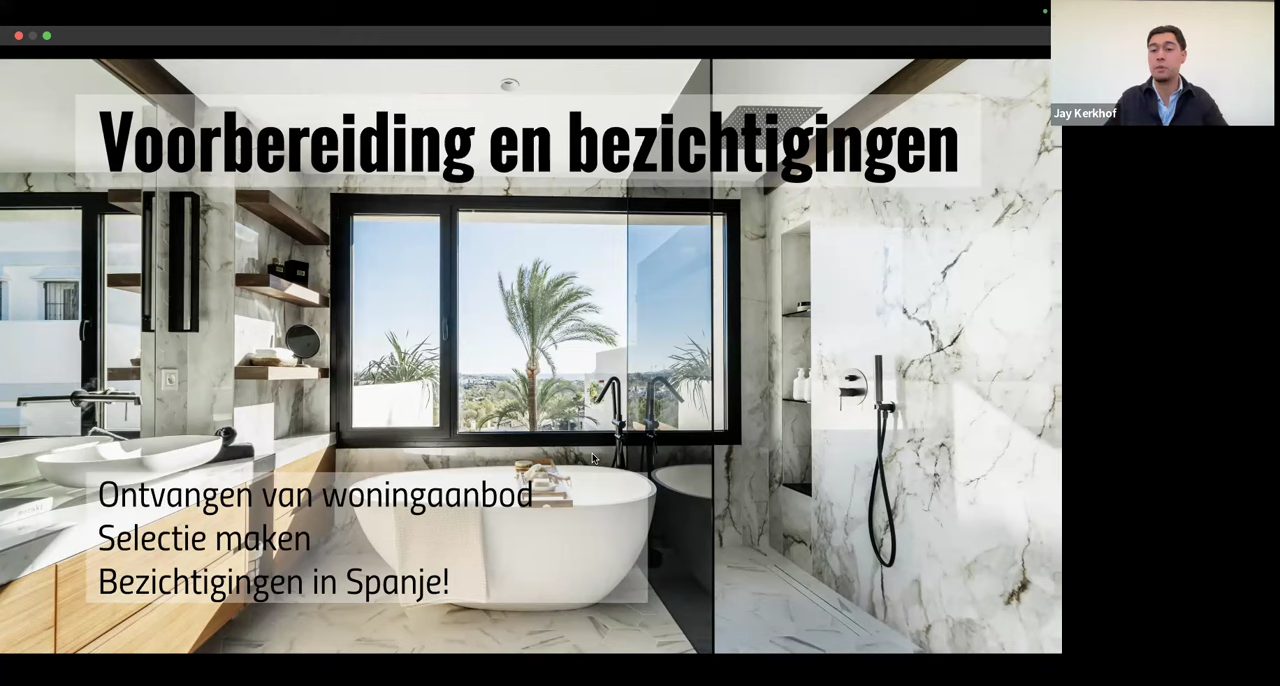 Voorbereiding en bezichtigingen
Jay Kerkhof
Ontvangen van woningaanbod
Selectie maken
Bezichtigingen in Spanje!